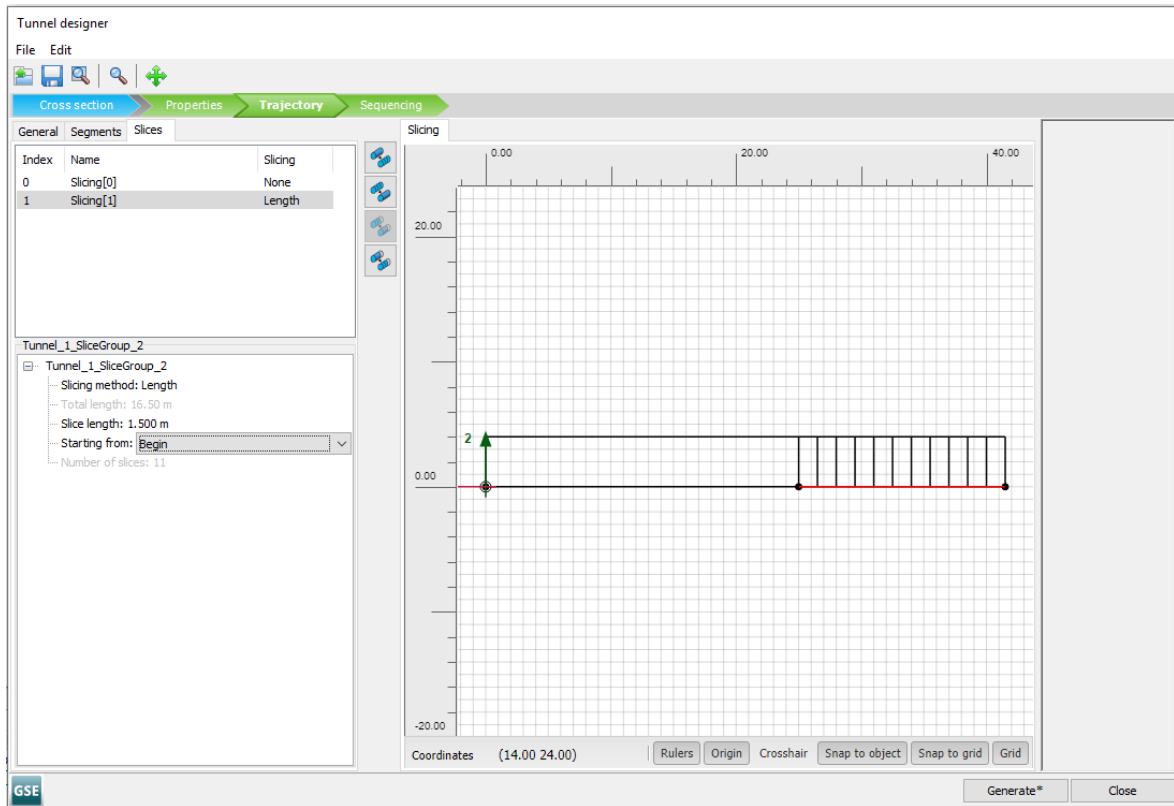 Tunnel designer
File Edit
Cross section Properties Trajectory Sequencing
General Segments Slices
Index Name Slicing
0 Slicing[0] None
1 Slicing[1] Length
Tunnel_1_SliceGroup_2
Tunnel_1_SliceGroup_2
Slicing method: Length
Total length: 16.50 m
Slice length: 1.500 m
Starting from: Begin
Number of slices: 11
Slicing
0.00 20.00 40.00
20.00
2
0.00
-20.00
Coordinates (14.00 24.00) Rulers Origin Crosshair Snap to object Snap to grid Grid
GSE Generate* Close